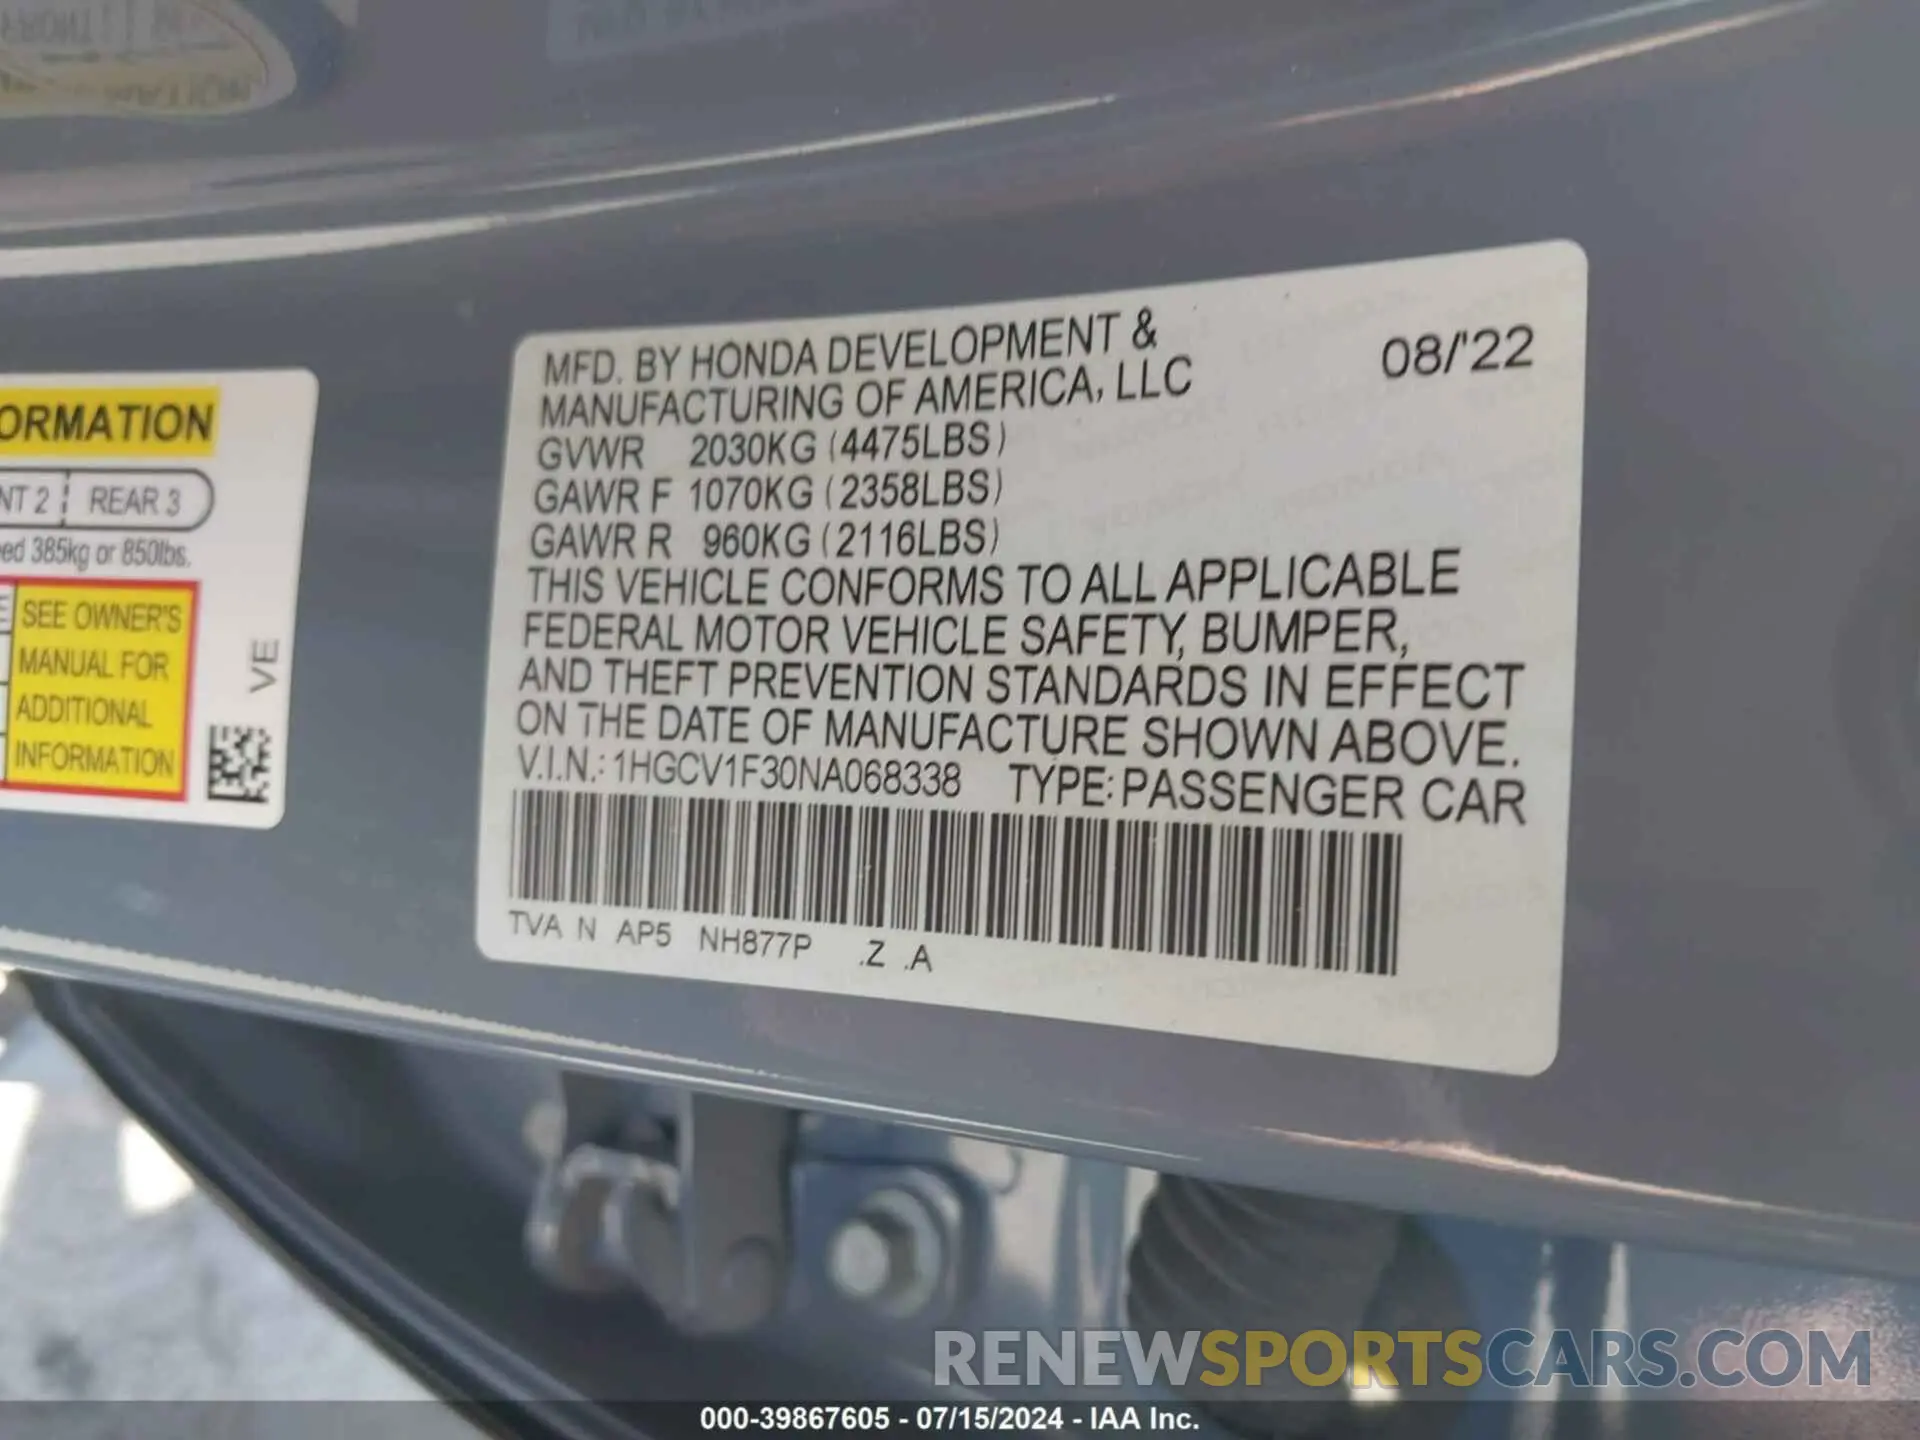 ORMATION
NT 2 REAR 3
385kg or 850lbs.
SEE OWNER'S
MANUAL FOR
ADDITIONAL
INFORMATION
VE
MFD. BY HONDA DEVELOPMENT &
MANUFACTURING OF AMERICA, LLC
08/'22
GVWR 2030KG (4475LBS)
GAWR F 1070KG (2358LBS)
GAWR R 960KG (2116LBS)
THIS VEHICLE CONFORMS TO ALL APPLICABLE
FEDERAL MOTOR VEHICLE SAFETY, BUMPER,
AND THEFT PREVENTION STANDARDS IN EFFECT
ON THE DATE OF MANUFACTURE SHOWN ABOVE.
V.I.N.: 1HGCV1F30NA068338 TYPE: PASSENGER CAR
TVA N AP5 NH877P .Z .A
RENEWSPORTSCARS.COM
000-39867605 - 07/15/2024 - IAA Inc.